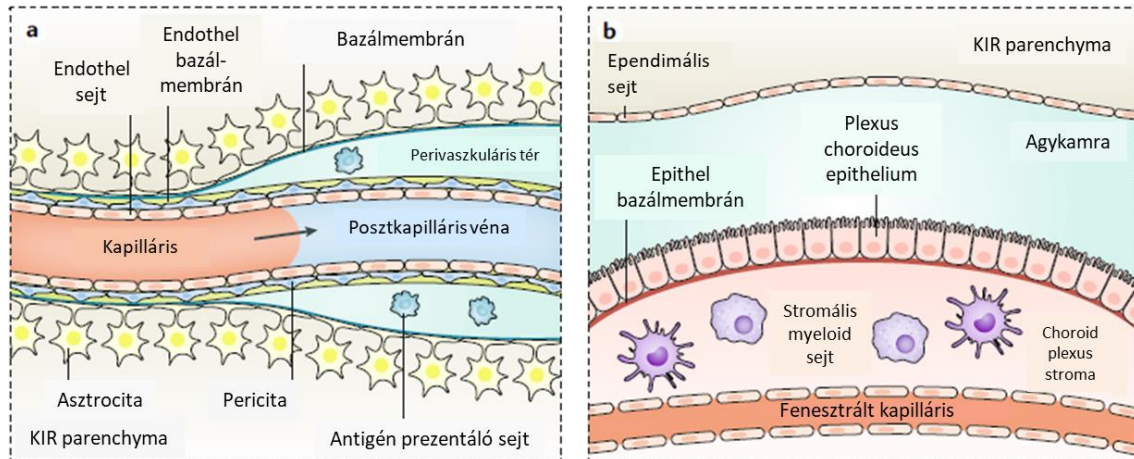 a
Endothel
sejt
Endothel
bazál-
membrán
Bazálmembrán
Perivaszkuláris tér
Kapilláris
Posztkapilláris véna
Asztrocita
Pericita
KIR parenchyma
Antigén prezentáló sejt
b
Ependimális
sejt
KIR parenchyma
Agykamra
Plexus
choroideus
epithelium
Epithel
bazálmembrán
Stromális
myeloid
sejt
Choroid
plexus
stroma
Fenesztrált kapilláris